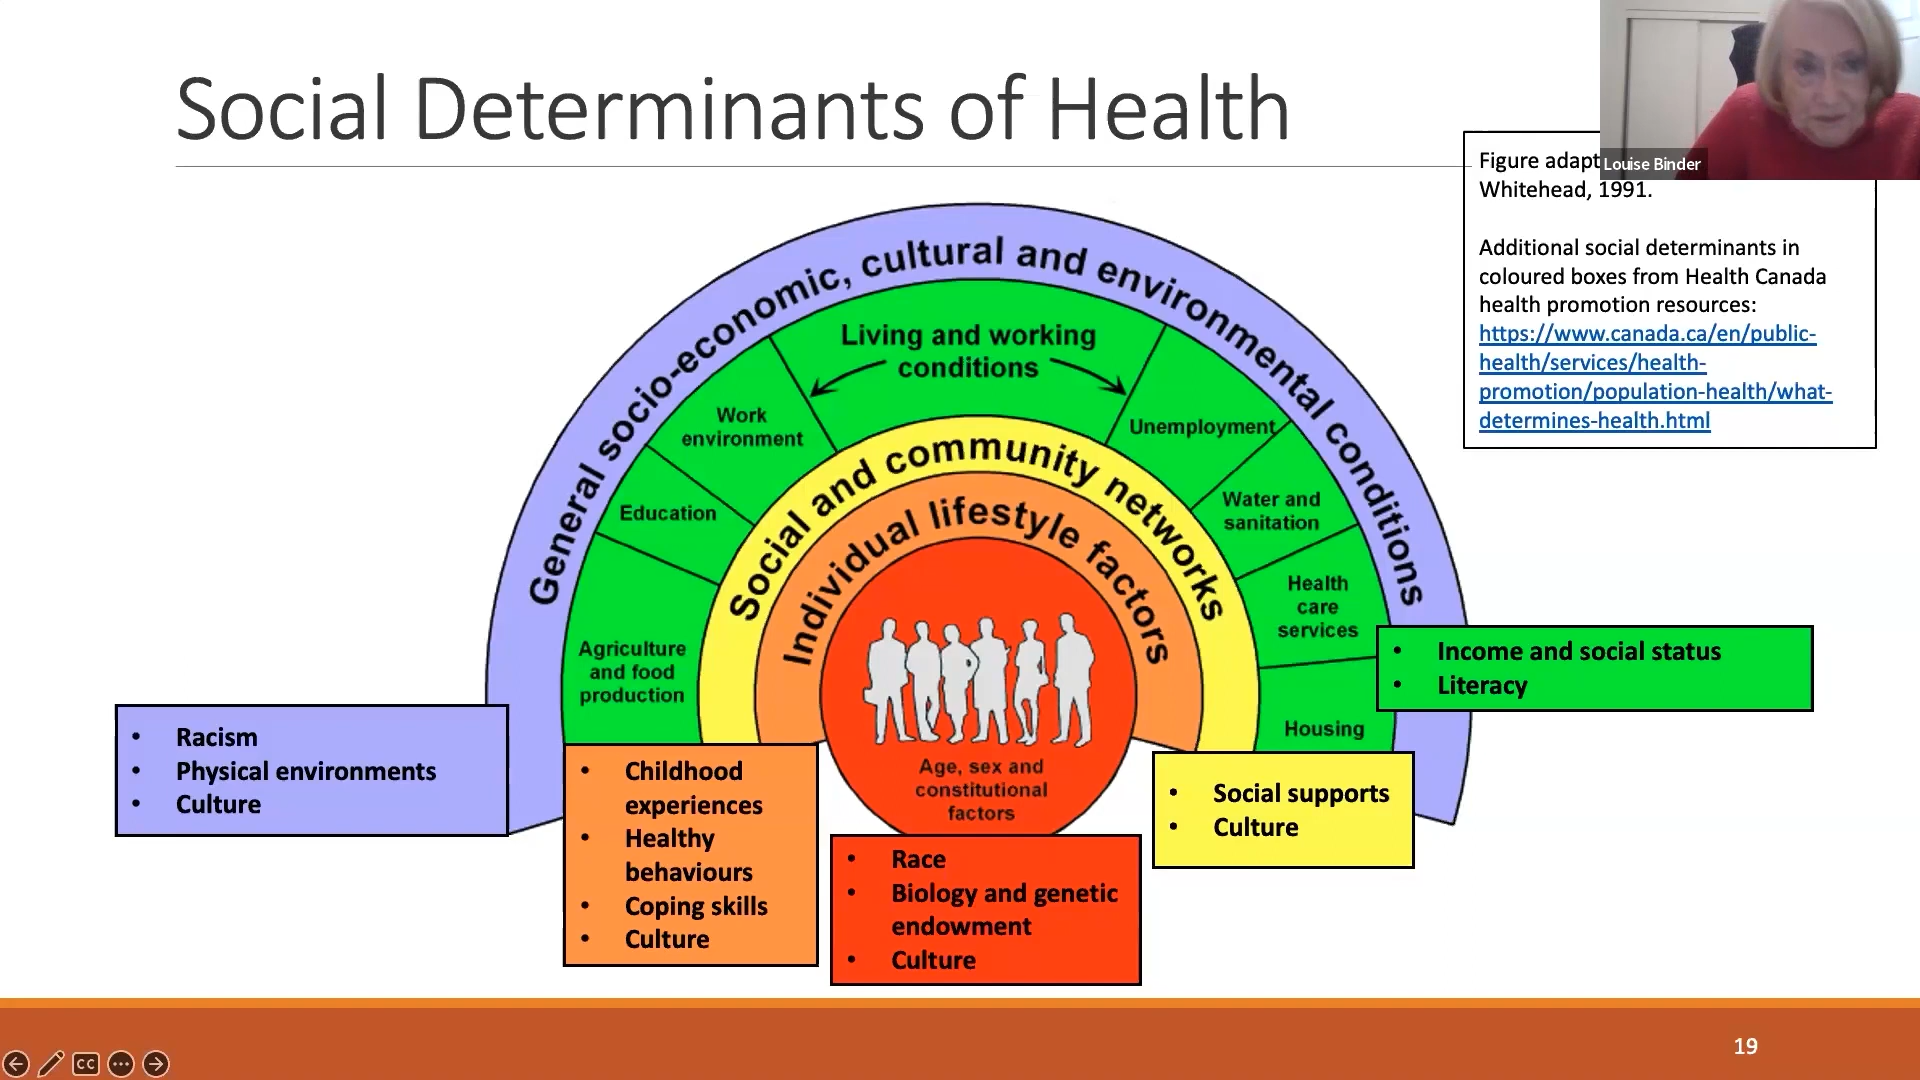 Social Determinants of Health
Louise Binder
Figure adapt
Whitehead, 1991.
Additional social determinants in
coloured boxes from Health Canada
health promotion resources:
https://www.canada.ca/en/public-
health/services/health-
promotion/population-health/what-
determines-health.html
General socio-economic, cultural and environmental conditions
Living and working
conditions
Work
environment
Education
Agriculture
and food
production
Unemployment
Water and
sanitation
Health
care
services
Housing
Social and community networks
Individual lifestyle factors
Age, sex and
constitutional
factors
• Racism
• Physical environments
• Culture
• Childhood
experiences
• Healthy
behaviours
• Coping skills
• Culture
• Race
• Biology and genetic
endowment
• Culture
• Social supports
• Culture
• Income and social status
• Literacy
19
CC